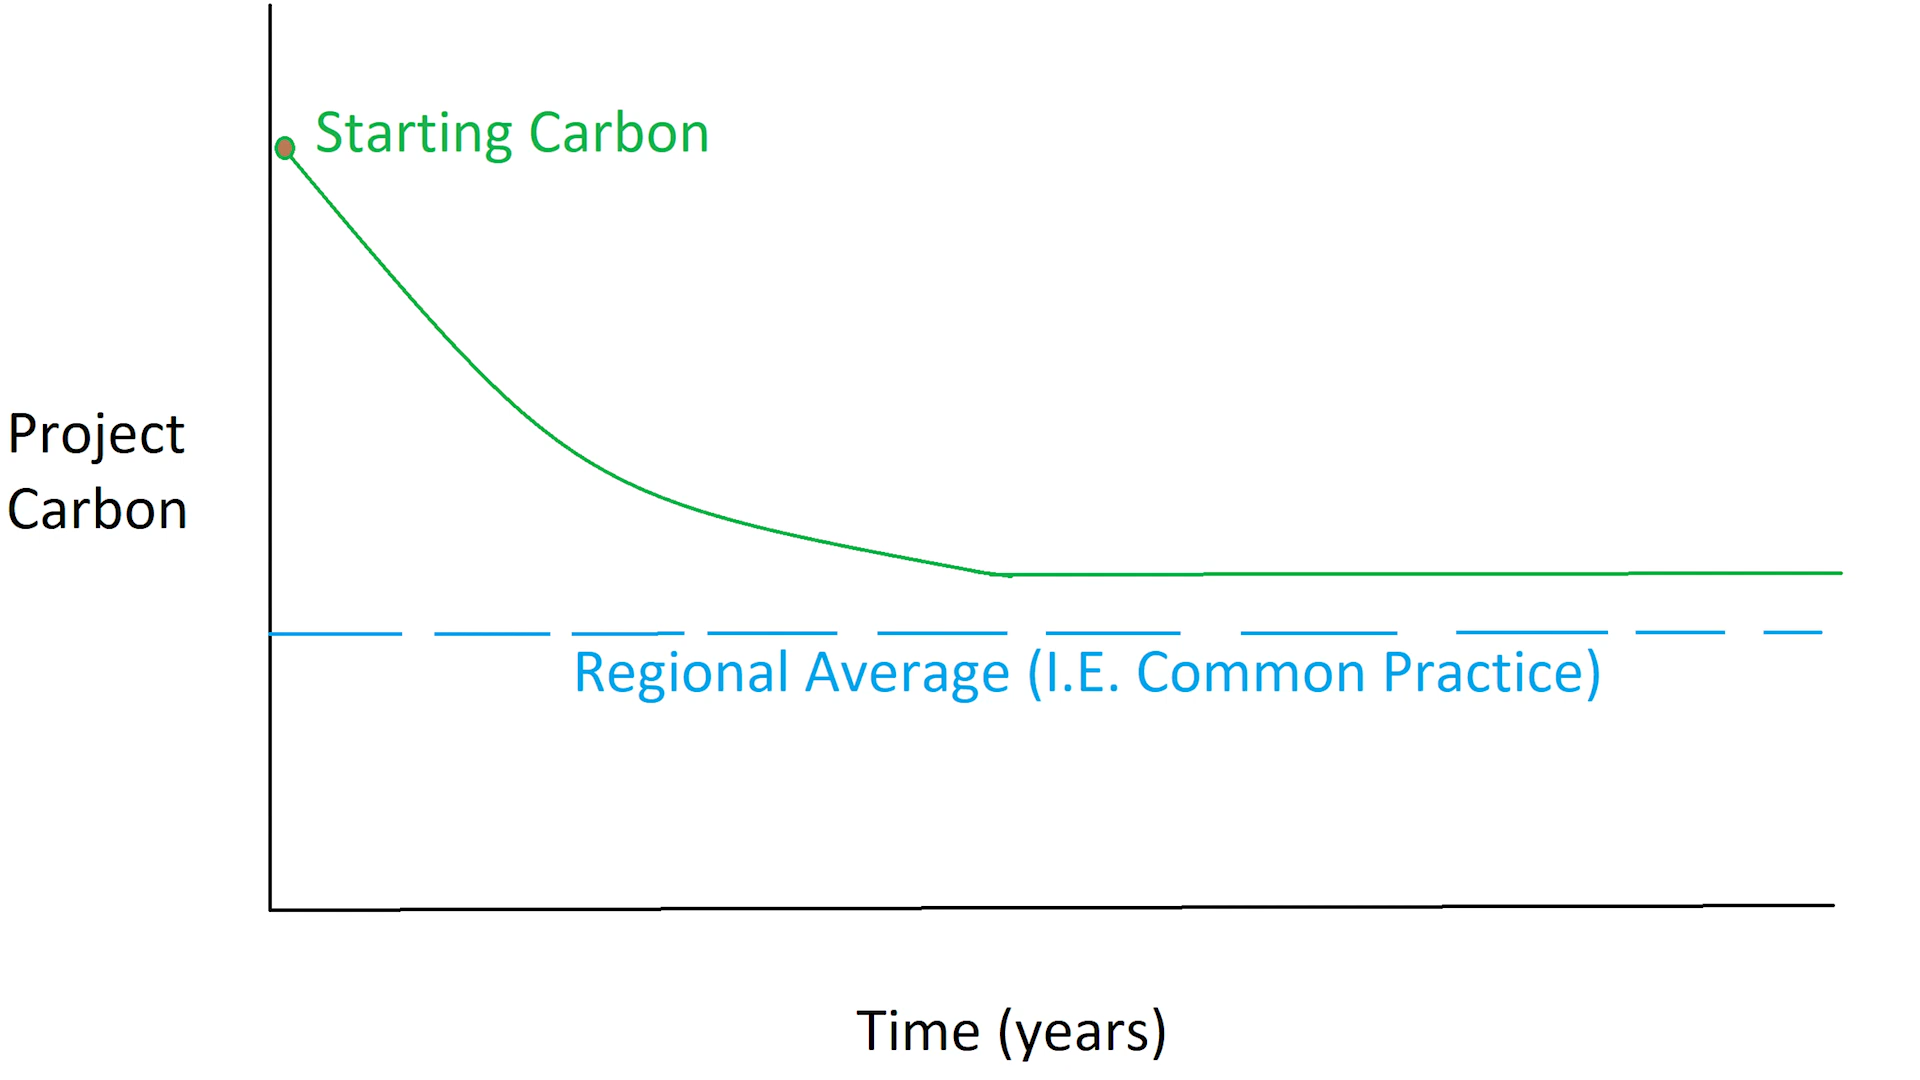 Starting Carbon
Project
Carbon
Regional Average (I.E. Common Practice)
Time (years)